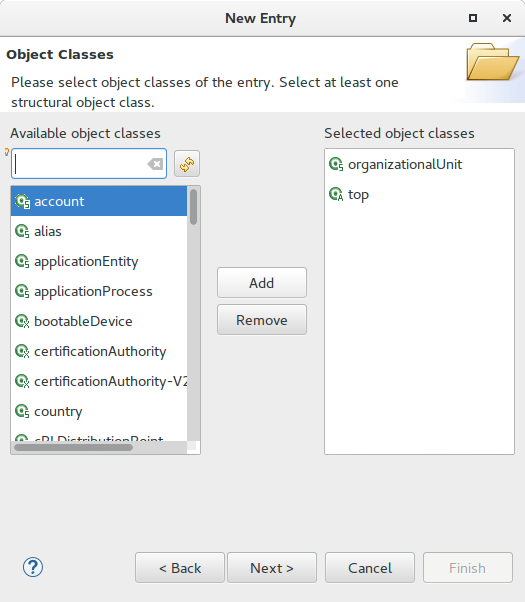 New Entry
Object Classes
Please select object classes of the entry. Select at least one
structural object class.
Available object classes
Selected object classes
account
alias
applicationEntity
applicationProcess
bootableDevice
certificationAuthority
certificationAuthority-V2
country
cRLDistributionPoint
Add
Remove
organizationalUnit
top
< Back
Next >
Cancel
Finish